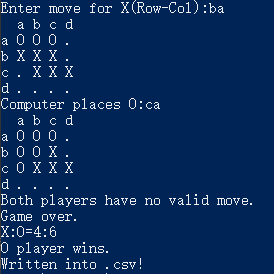 Enter move for X(Row-Col):ba
a b c d
a O O O .
b X X X .
c . X X X
d . . . .
Computer places O:ca
a b c d
a O O O .
b O O X .
c O X X X
d . . . .
Both players have no valid move.
Game over.
X:O=4:6
O player wins.
Written into .csv!